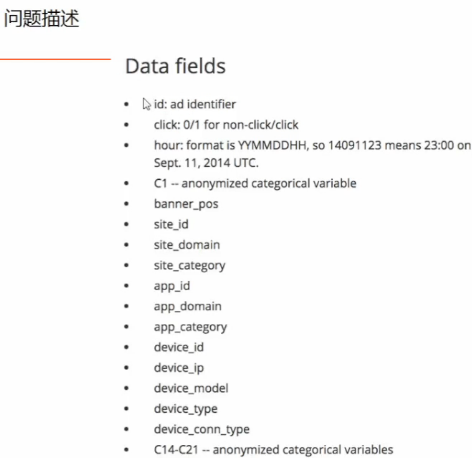 问题描述
Data fields
• id: ad identifier
• click: 0/1 for non-click/click
• hour: format is YYMMDDHH, so 14091123 means 23:00 on
Sept. 11, 2014 UTC.
• C1 -- anonymized categorical variable
• banner_pos
• site_id
• site_domain
• site_category
• app_id
• app_domain
• app_category
• device_id
• device_ip
• device_model
• device_type
• device_conn_type
• C14-C21 -- anonymized categorical variables